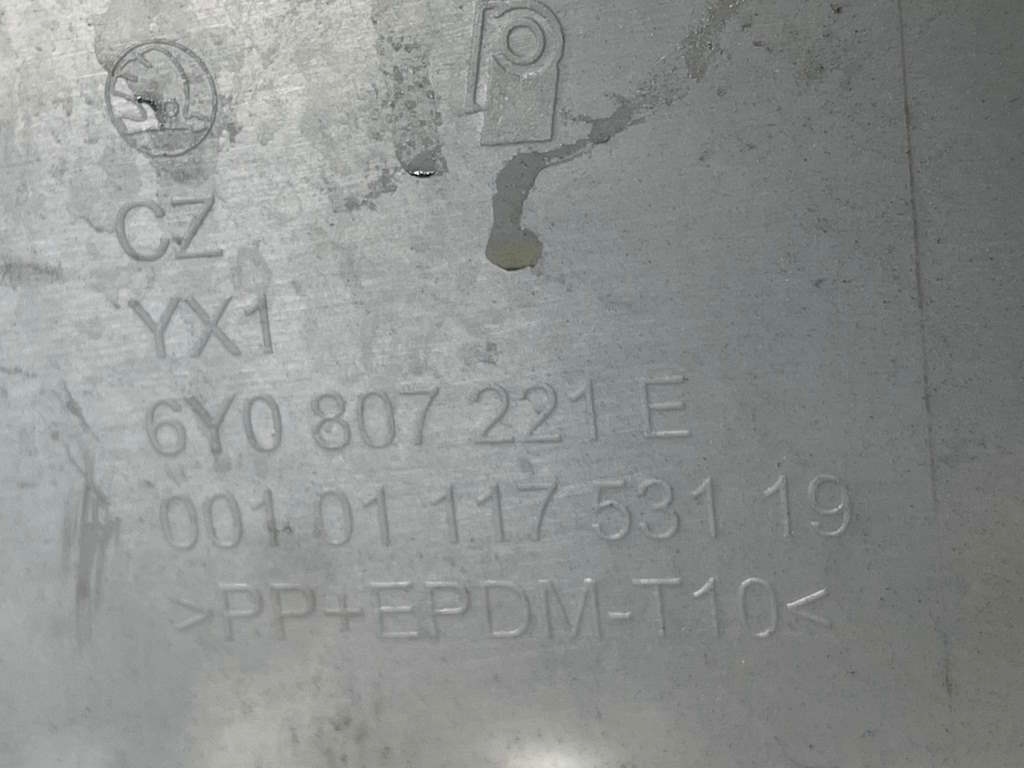 CZ
YX1
6Y0 807 221 E
001 01 117 531 19
>PP+EPDM-T10<